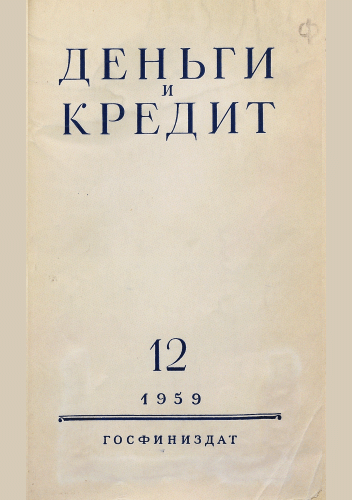 ф
ДЕНЬГИ
И
КРЕДИТ
12
1959
ГОСФИНИЗДАТ